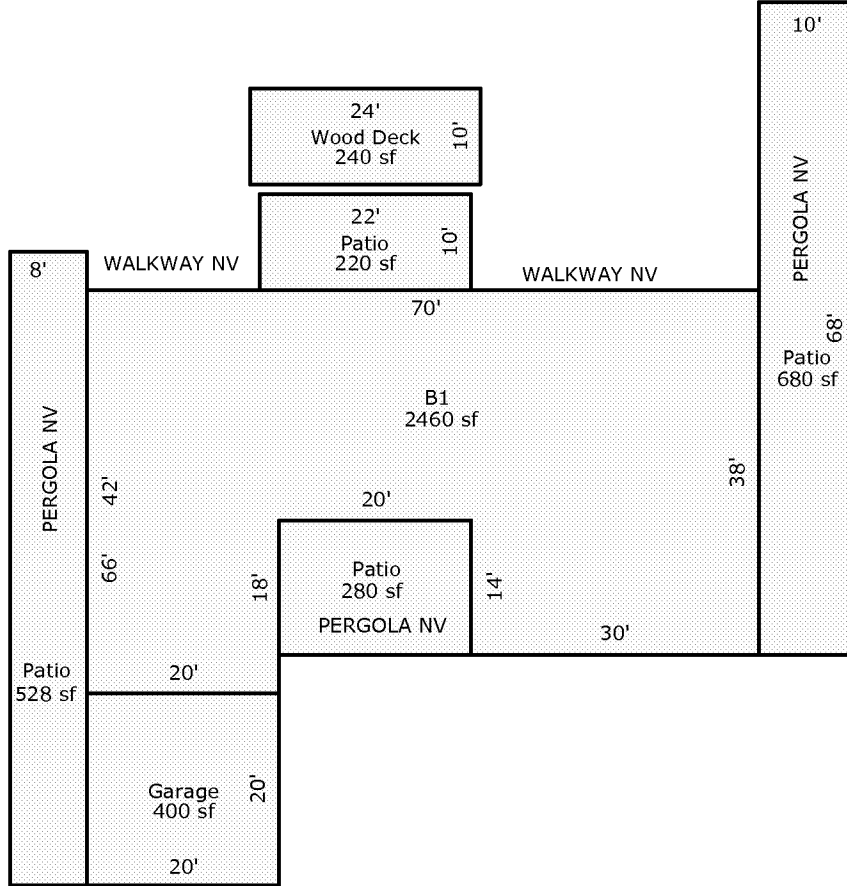 10'
24'
Wood Deck
240 sf
10'
PERGOLA NV
22'
Patio
220 sf
10'
WALKWAY NV
WALKWAY NV
8'
70'
68'
Patio
680 sf
B1
2460 sf
PERGOLA NV
42'
38'
20'
66'
18'
Patio
280 sf
14'
PERGOLA NV
30'
Patio
528 sf
20'
Garage
400 sf
20'
20'